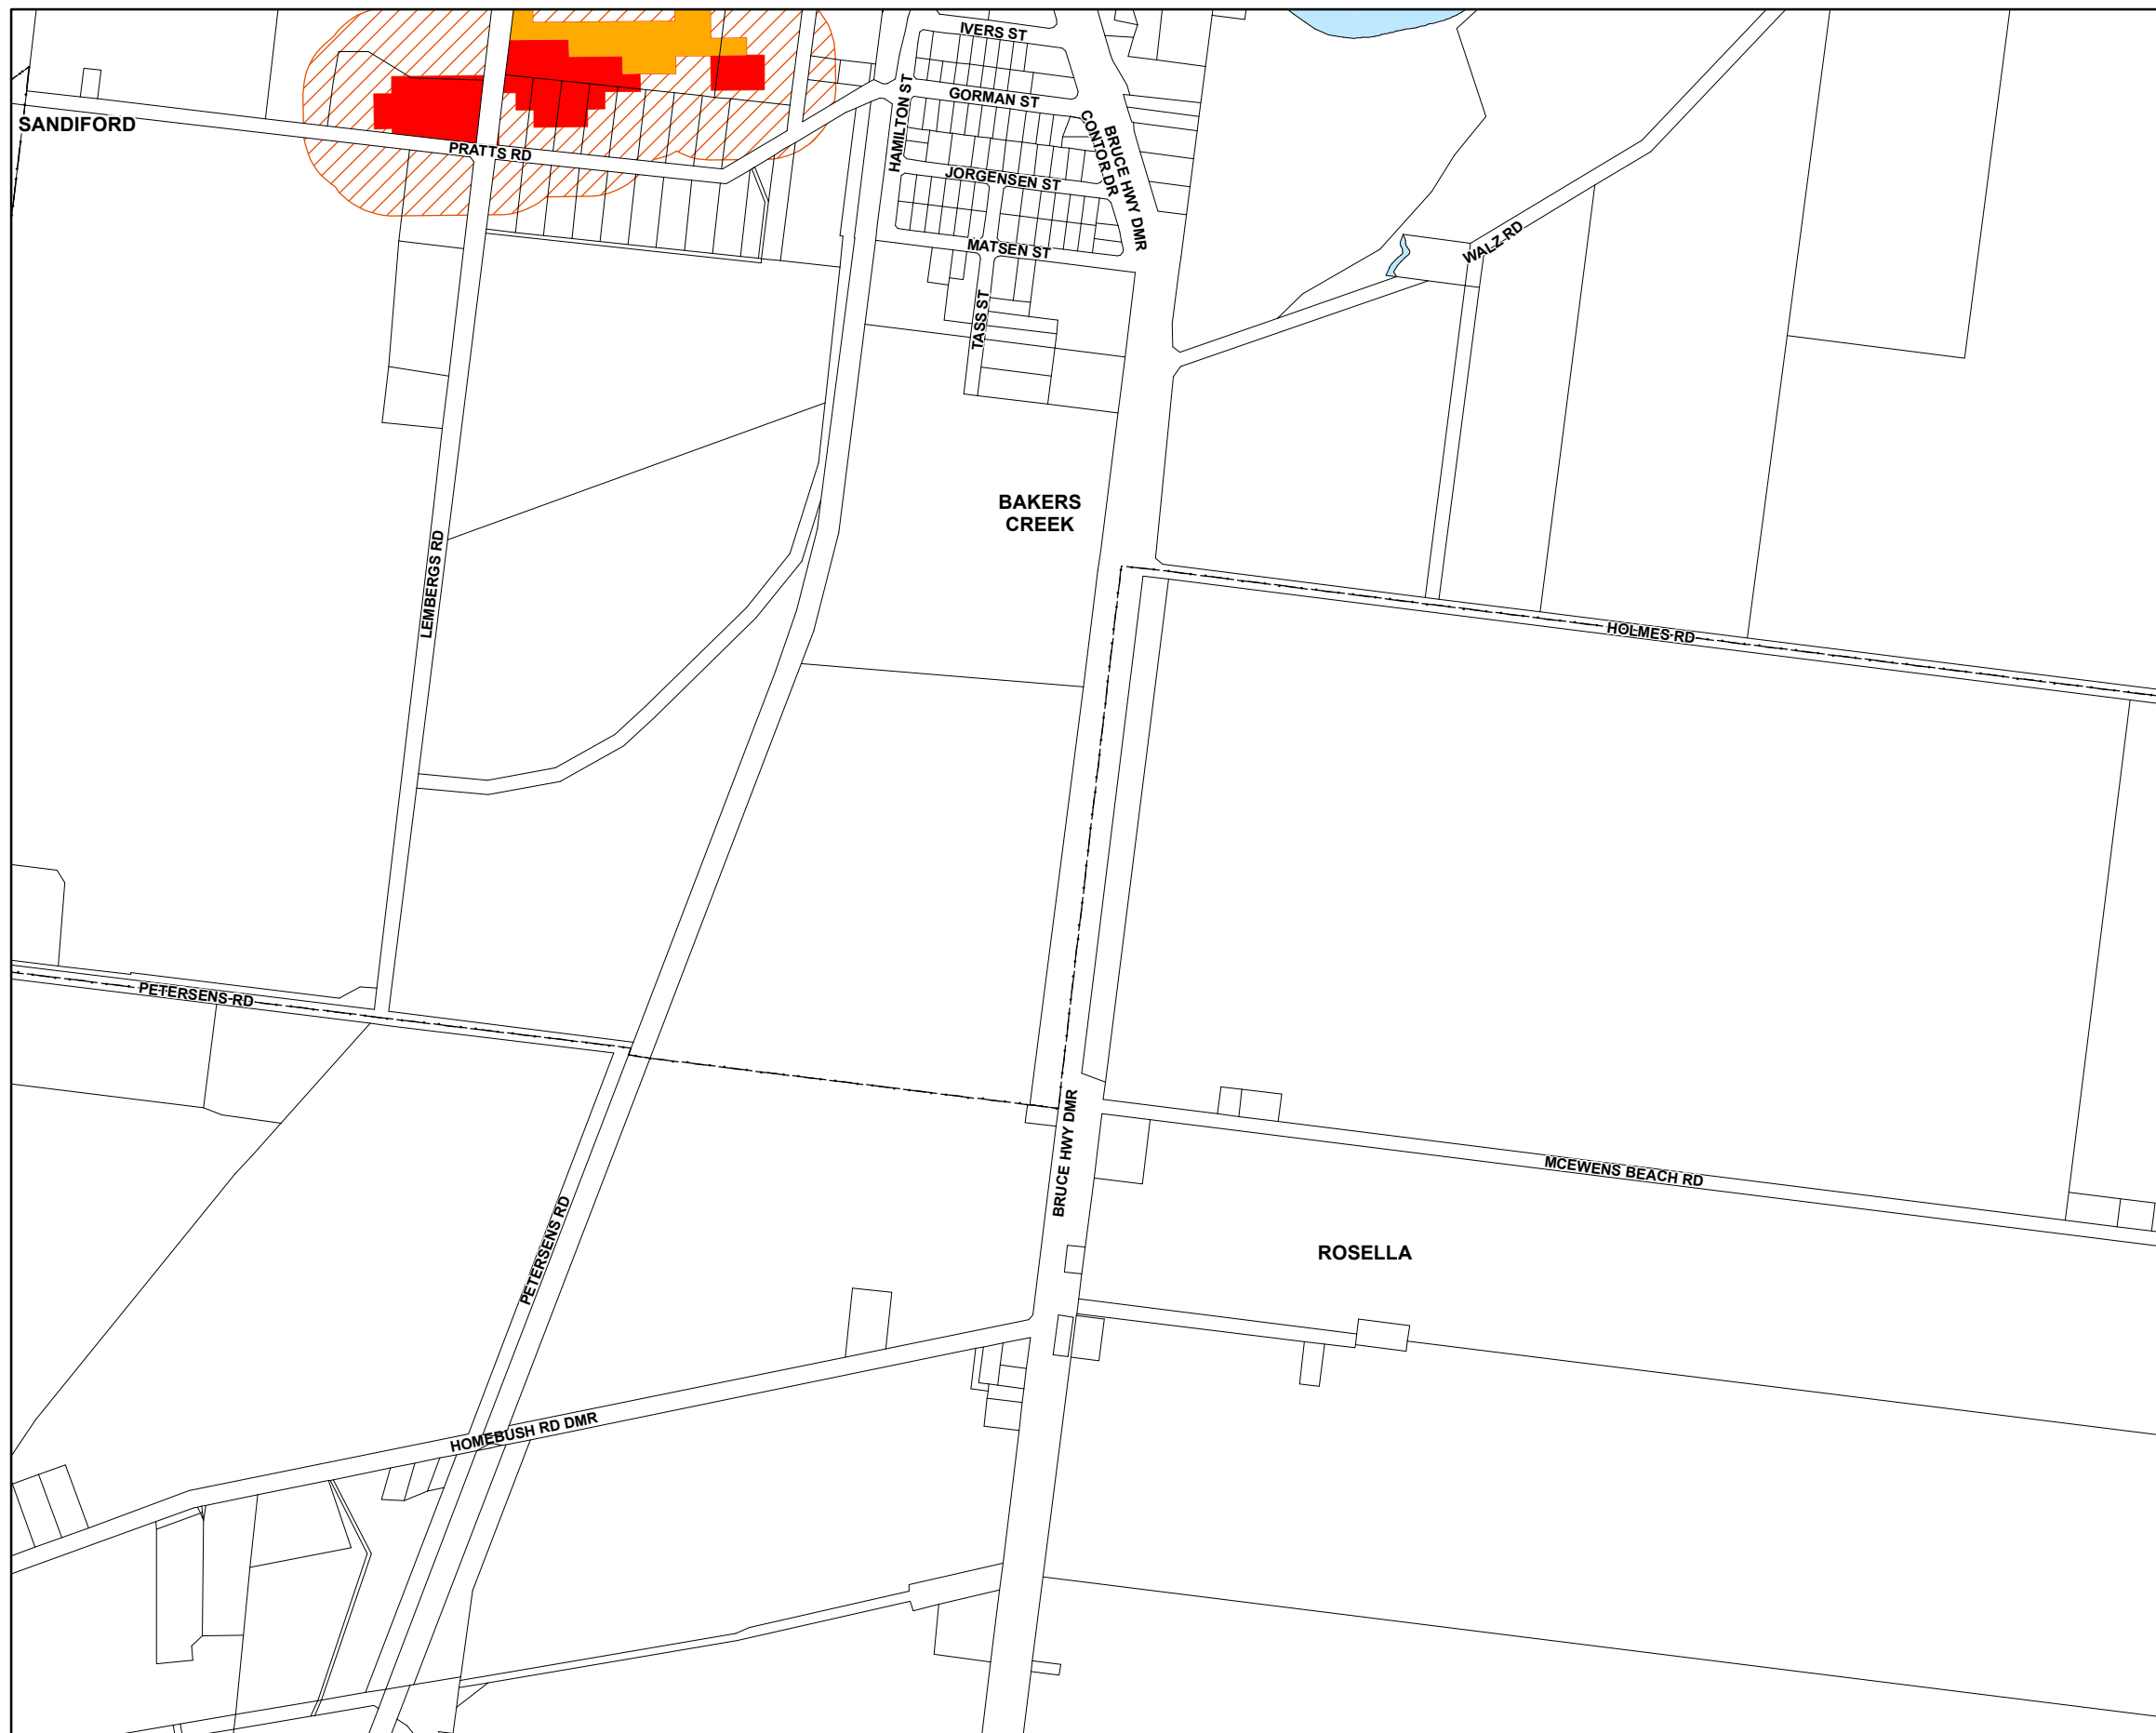 IVERS ST
GORMAN ST
HAMILTON ST
SANDIFORD
CONTOR DR
BRUCE HWY DMR
PRATTS RD
JORGENSEN ST
MATSEN ST
WALZ RD
TASS ST
BAKERS
CREEK
LEMBERGS RD
HOLMES RD
PETERSENS RD
BRUCE HWY DMR
MCEWENS BEACH RD
PETERSENS RD
ROSELLA
HOMEBUSH RD DMR